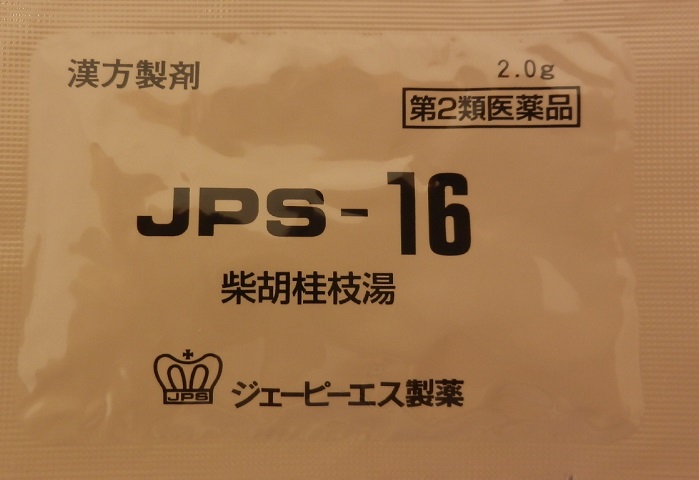 漢方製剤
2.0g
第2類医薬品
JPS-16
柴胡桂枝湯
JPS
ジェーピーエス製薬